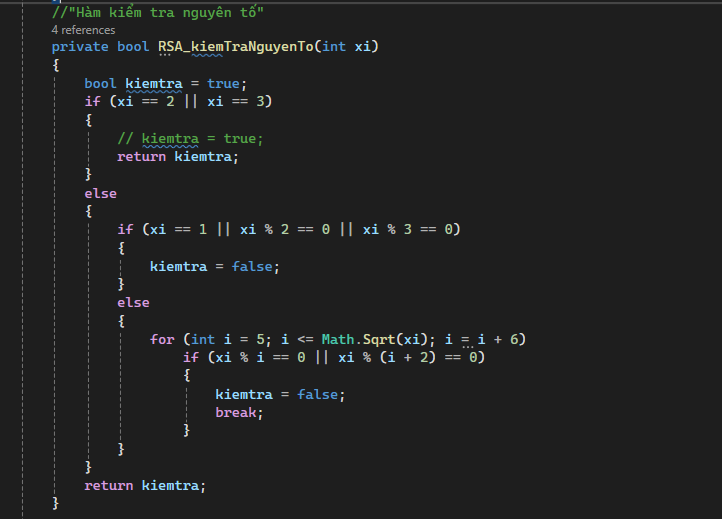 //"Hàm kiểm tra nguyên tố"
4 references
private bool RSA_kiemTraNguyenTo(int xi)
{
bool kiemtra = true;
if (xi == 2 || xi == 3)
{
// kiemtra = true;
return kiemtra;
}
else
{
if (xi == 1 || xi % 2 == 0 || xi % 3 == 0)
{
kiemtra = false;
}
else
{
for (int i = 5; i <= Math.Sqrt(xi); i = i + 6)
if (xi % i == 0 || xi % (i + 2) == 0)
{
kiemtra = false;
break;
}
}
}
return kiemtra;
}